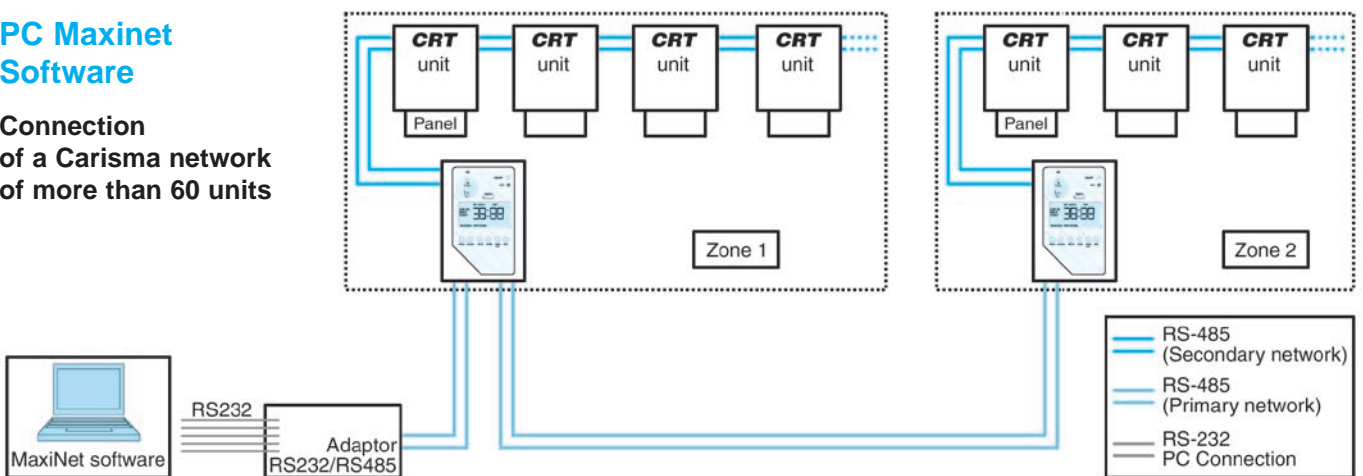 PC Maxinet
Software
Connection
of a Carisma network
of more than 60 units
CRT
unit
Panel
CRT
unit
CRT
unit
CRT
unit
Zone 1
CRT
unit
Panel
CRT
unit
CRT
unit
Zone 2
MaxiNet software
RS232
Adaptor
RS232/RS485
RS-485
(Secondary network)
RS-485
(Primary network)
RS-232
PC Connection